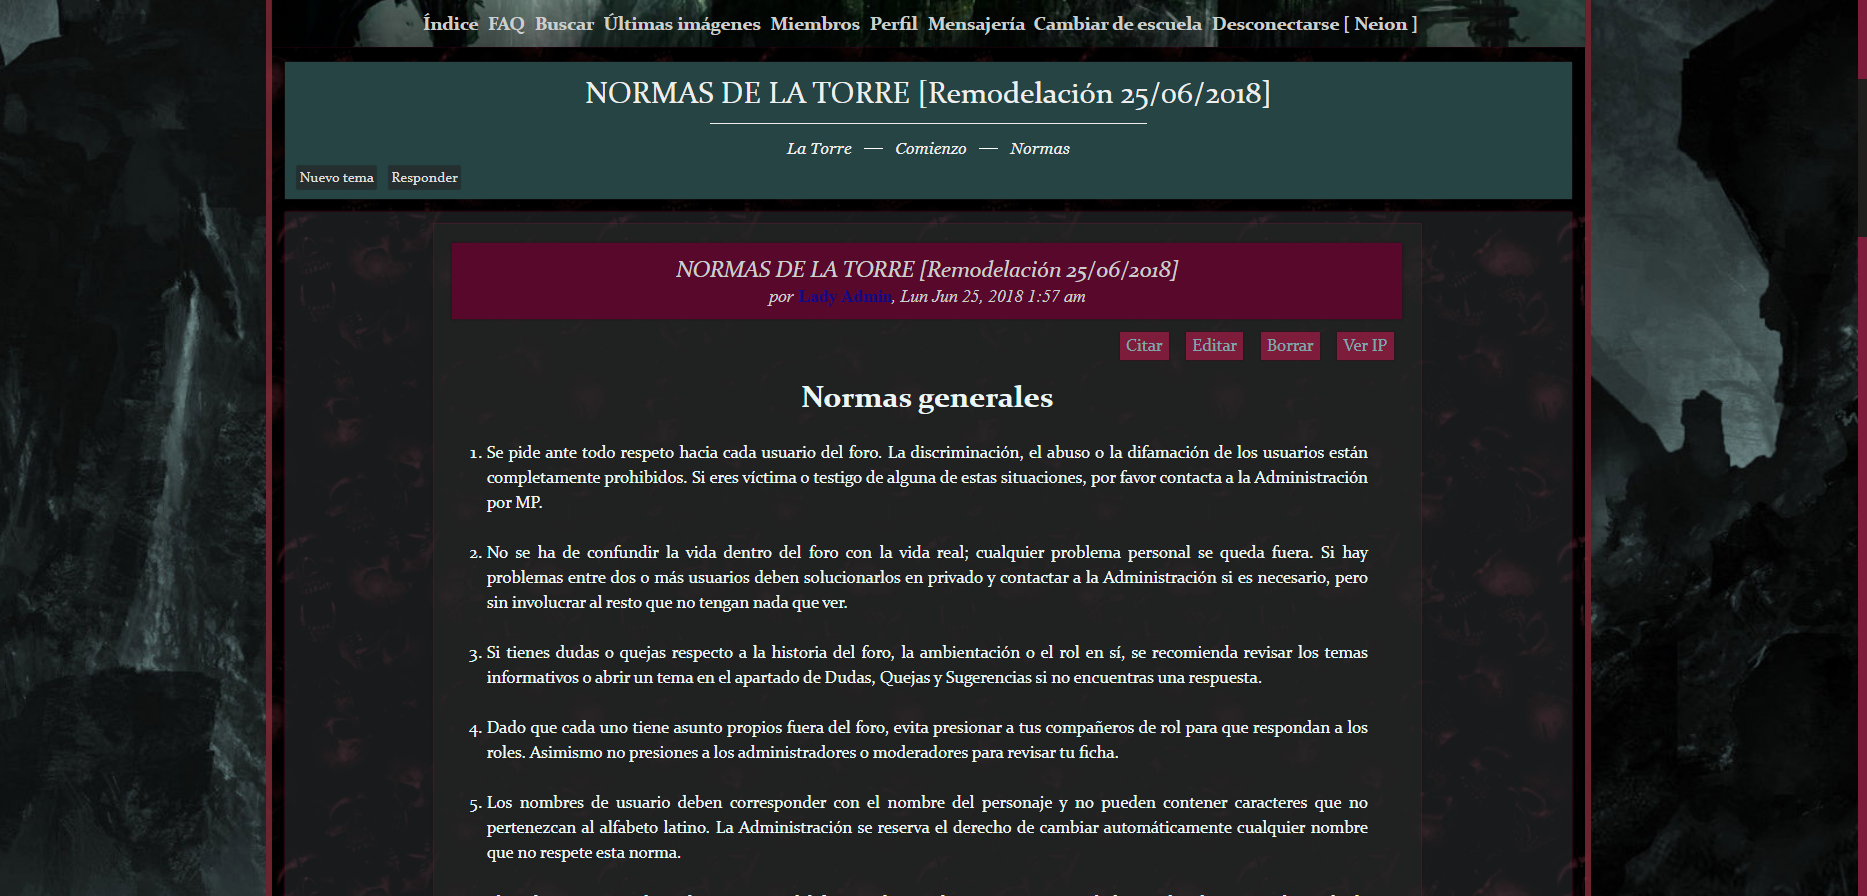 Índice FAQ Buscar Últimas imágenes Miembros Perfil Mensajería Cambiar de escuela Desconectarse [ Neion ]
NORMAS DE LA TORRE [Remodelación 25/06/2018]
La Torre — Comienzo — Normas
Nuevo tema Responder
NORMAS DE LA TORRE [Remodelación 25/06/2018]
por Lady Admin, Lun Jun 25, 2018 1:57 am
Citar Editar Borrar Ver IP
Normas generales
1. Se pide ante todo respeto hacia cada usuario del foro. La discriminación, el abuso o la difamación de los usuarios están
completamente prohibidos. Si eres víctima o testigo de alguna de estas situaciones, por favor contacta a la Administración
por MP.
2. No se ha de confundir la vida dentro del foro con la vida real; cualquier problema personal se queda fuera. Si hay
problemas entre dos o más usuarios deben solucionarlos en privado y contactar a la Administración si es necesario, pero
sin involucrar al resto que no tengan nada que ver.
3. Si tienes dudas o quejas respecto a la historia del foro, la ambientación o el rol en sí, se recomienda revisar los temas
informativos o abrir un tema en el apartado de Dudas, Quejas y Sugerencias si no encuentras una respuesta.
4. Dado que cada uno tiene asunto propios fuera del foro, evita presionar a tus compañeros de rol para que respondan a los
roles. Asimismo no presiones a los administradores o moderadores para revisar tu ficha.
5. Los nombres de usuario deben corresponder con el nombre del personaje y no pueden contener caracteres que no
pertenezcan al alfabeto latino. La Administración se reserva el derecho de cambiar automáticamente cualquier nombre
que no respete esta norma.